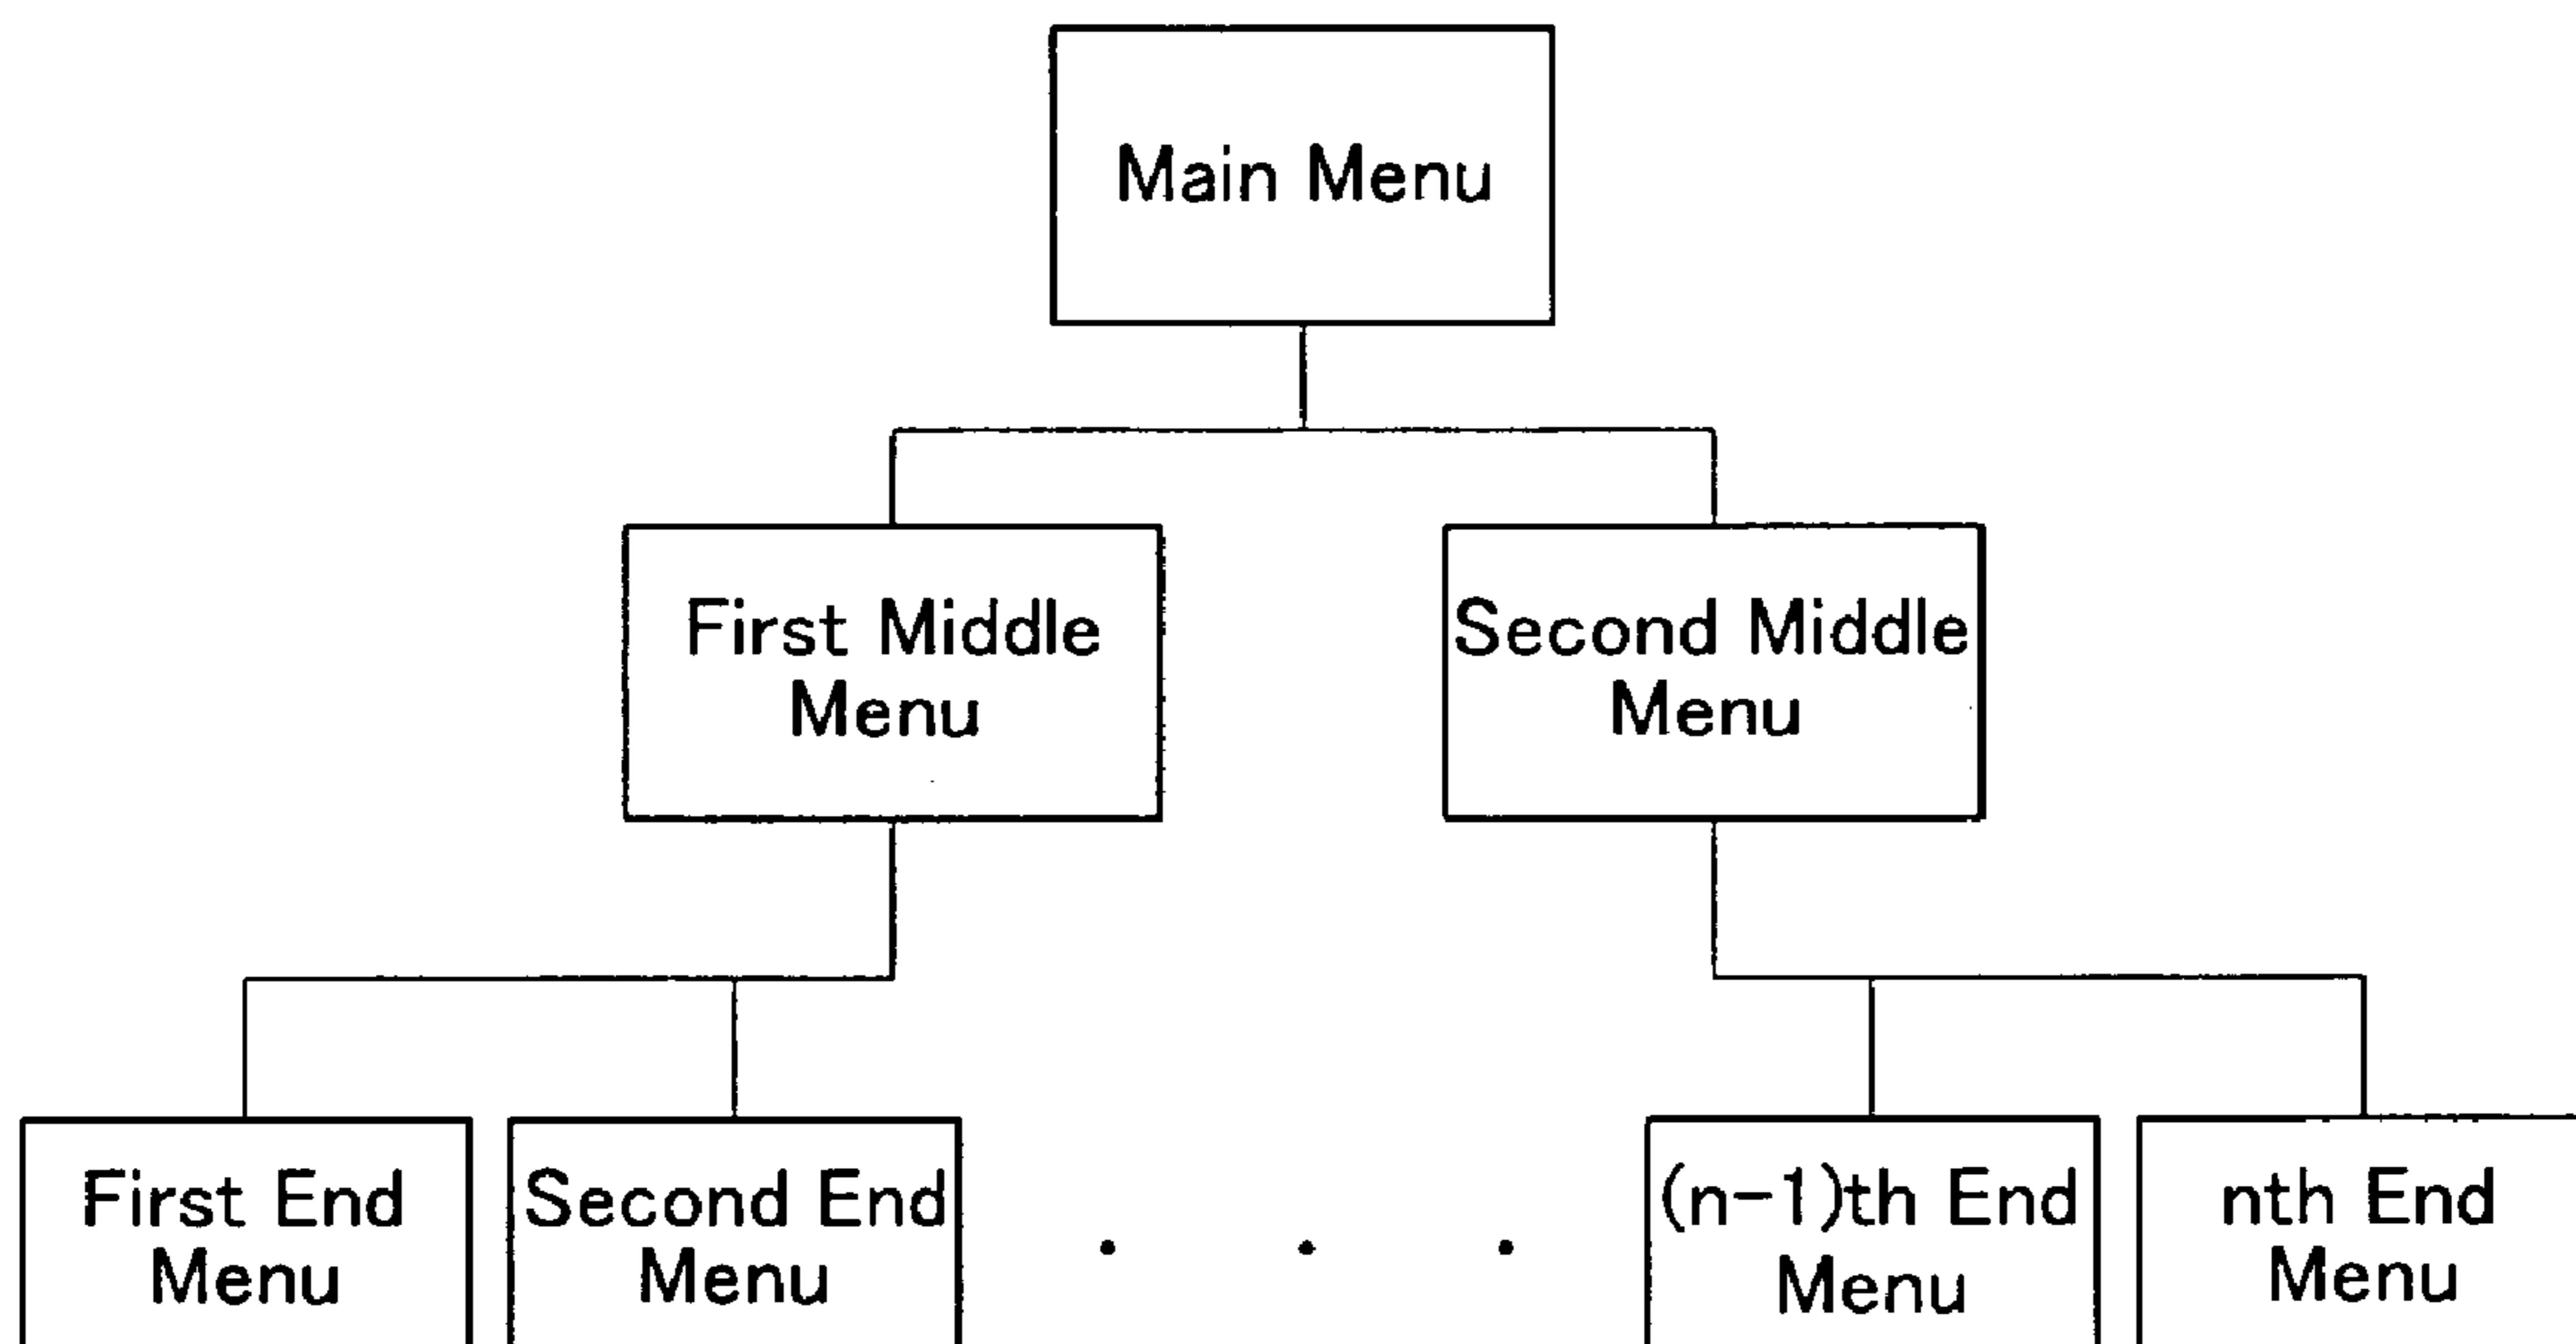 Main Menu
First Middle
Menu
Second Middle
Menu
First End
Menu
Second End
Menu
. . .
(n-1)th End
Menu
nth End
Menu